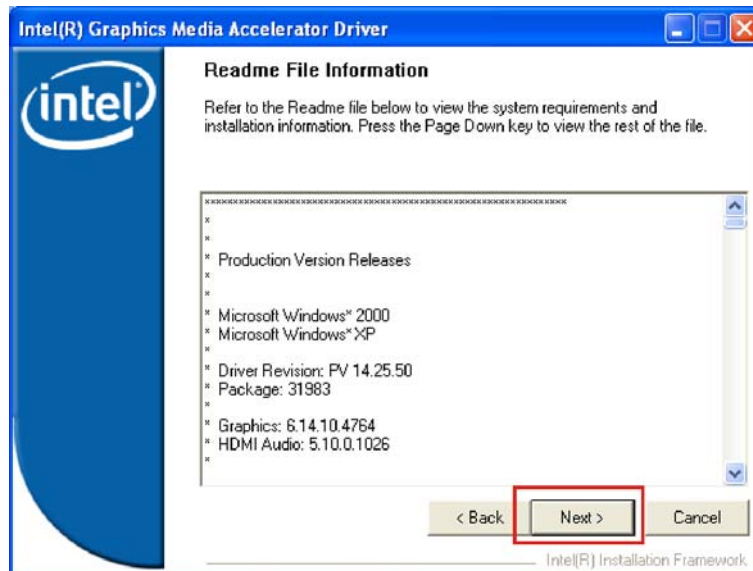 Intel(R) Graphics Media Accelerator Driver
intel
Readme File Information
Refer to the Readme file below to view the system requirements and
installation information. Press the Page Down key to view the rest of the file.
****************************************************************
*
*
* Production Version Releases
*
*
* Microsoft Windows* 2000
* Microsoft Windows* XP
*
* Driver Revision: PV 14.25.50
* Package: 31983
*
* Graphics: 6.14.10.4764
* HDMI Audio: 5.10.0.1026
*
< Back
Next >
Cancel
Intel(R) Installation Framework